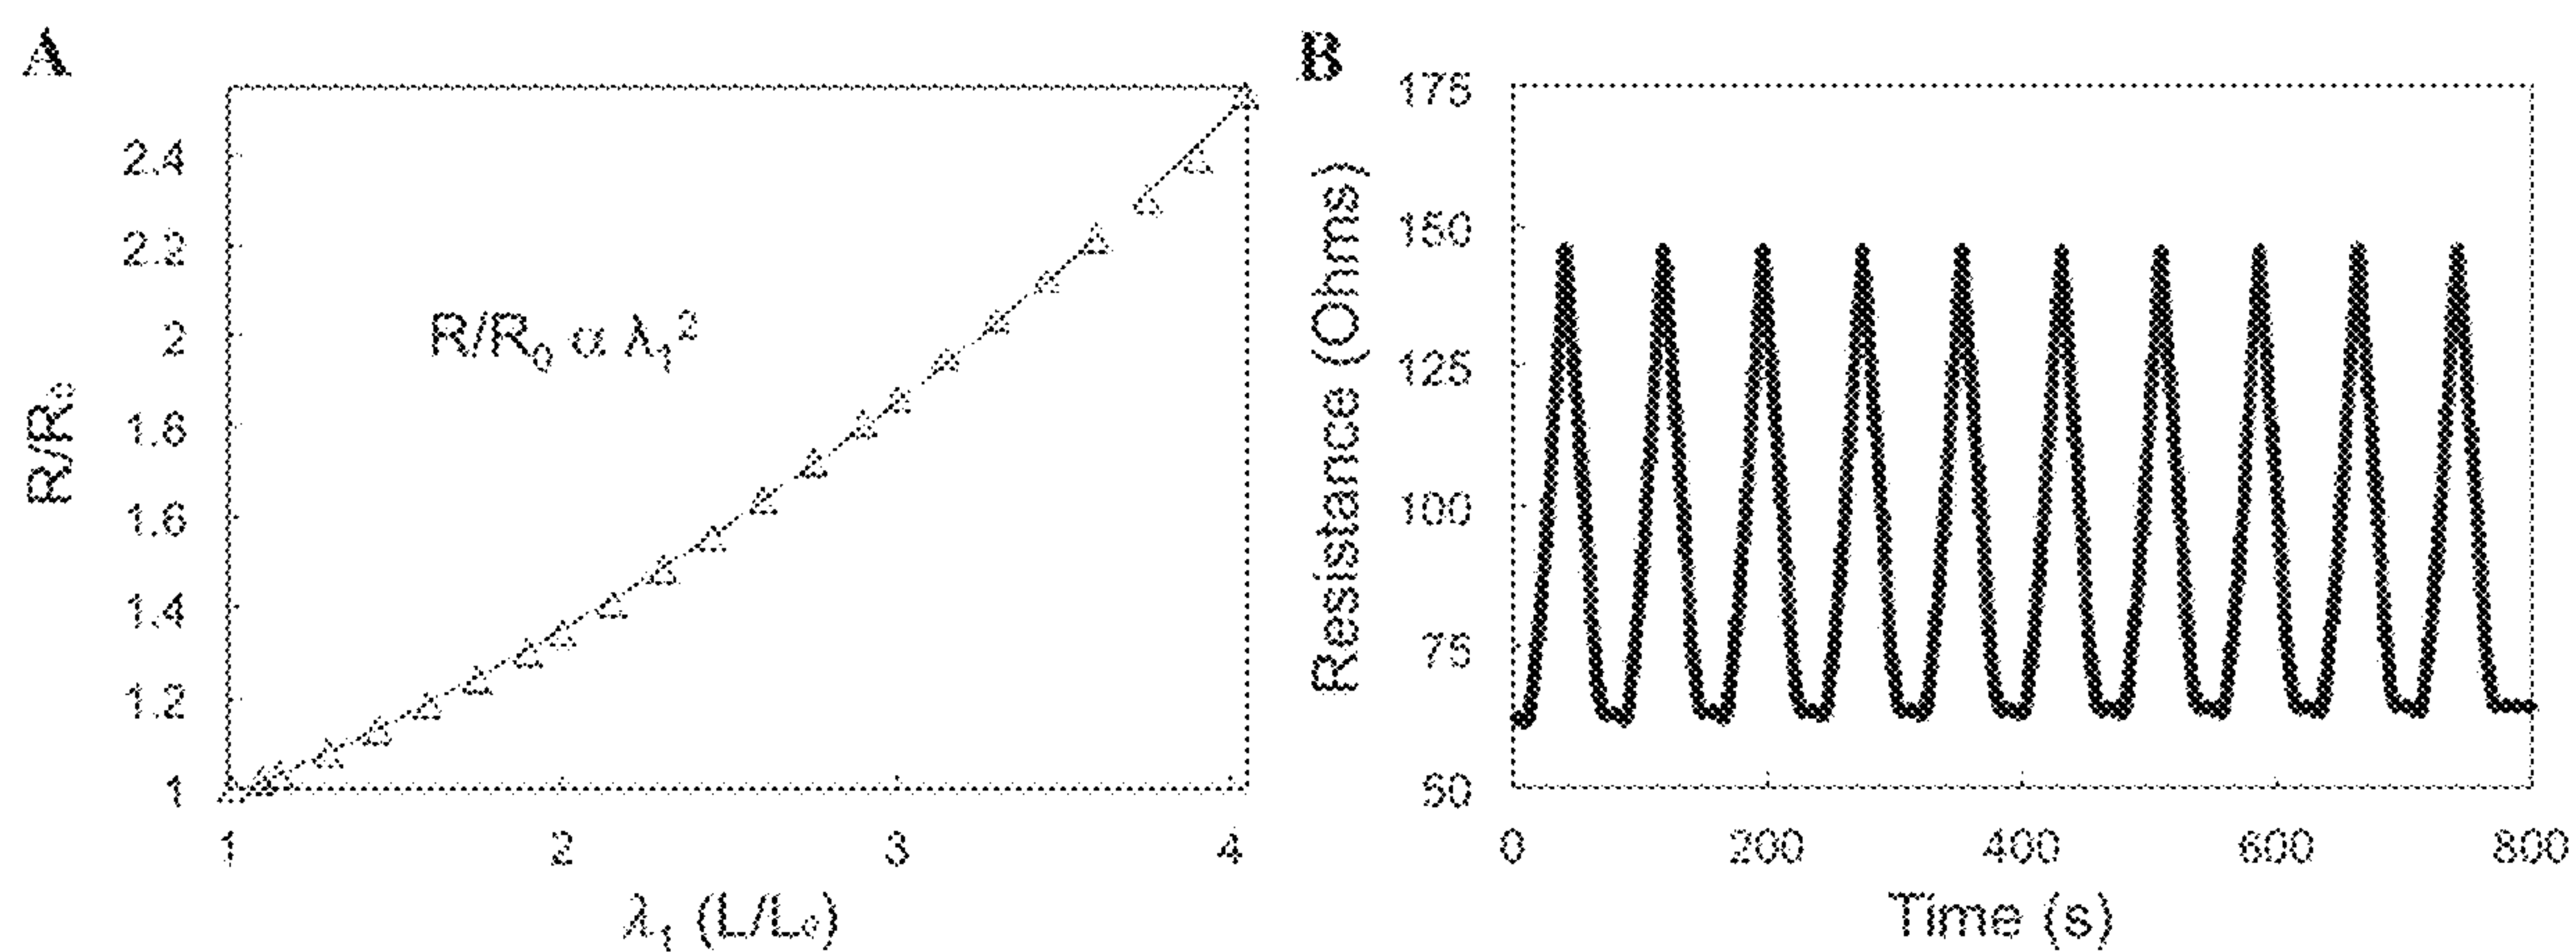 A
2.4
2.2
2
1.8
1.6
1.4
1.2
1
R/R₀
R/R₀ α λ₁²
1 2 3 4
λ₁ (L/L₀)
B
175
150
125
100
75
50
Resistance (Ohms)
0 200 400 600 800
Time (s)